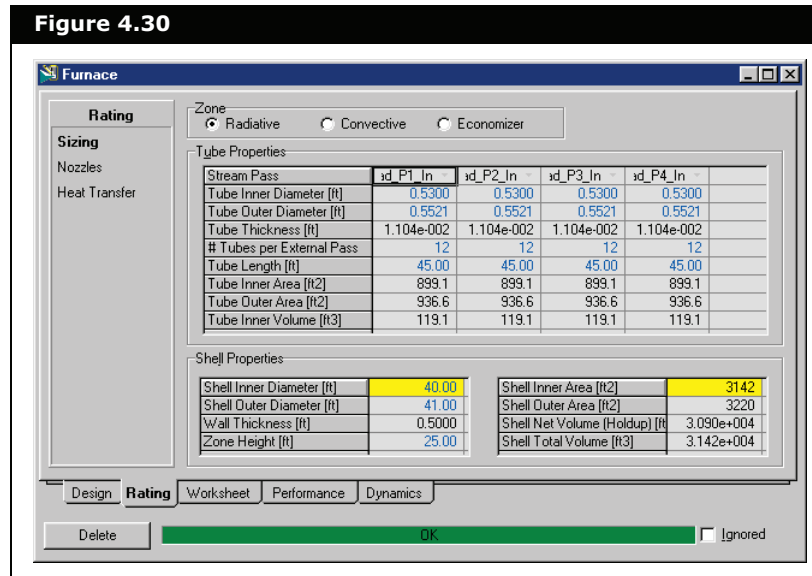 Figure 4.30
Furnace
Rating
Sizing
Nozzles
Heat Transfer
Zone
Radiative Convective Economizer
Tube Properties
Stream Pass ad_P1_In ad_P2_In ad_P3_In ad_P4_In
Tube Inner Diameter [ft] 0.5300 0.5300 0.5300 0.5300
Tube Outer Diameter [ft] 0.5521 0.5521 0.5521 0.5521
Tube Thickness [ft] 1.104e-002 1.104e-002 1.104e-002 1.104e-002
# Tubes per External Pass 12 12 12 12
Tube Length [ft] 45.00 45.00 45.00 45.00
Tube Inner Area [ft2] 899.1 899.1 899.1 899.1
Tube Outer Area [ft2] 936.6 936.6 936.6 936.6
Tube Inner Volume [ft3] 119.1 119.1 119.1 119.1
Shell Properties
Shell Inner Diameter [ft] 40.00 Shell Inner Area [ft2] 3142
Shell Outer Diameter [ft] 41.00 Shell Outer Area [ft2] 3220
Wall Thickness [ft] 0.5000 Shell Net Volume (Holdup) [ft 3.090e+004
Zone Height [ft] 25.00 Shell Total Volume [ft3] 3.142e+004
Design Rating Worksheet Performance Dynamics
Delete OK Ignored